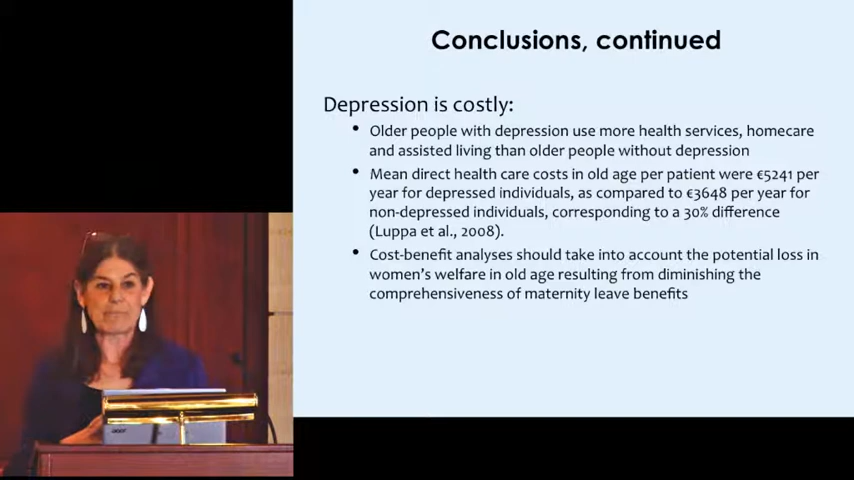 Conclusions, continued
Depression is costly:
• Older people with depression use more health services, homecare
and assisted living than older people without depression
• Mean direct health care costs in old age per patient were €5241 per
year for depressed individuals, as compared to €3648 per year for
non-depressed individuals, corresponding to a 30% difference
(Luppa et al., 2008).
• Cost-benefit analyses should take into account the potential loss in
women's welfare in old age resulting from diminishing the
comprehensiveness of maternity leave benefits
acer